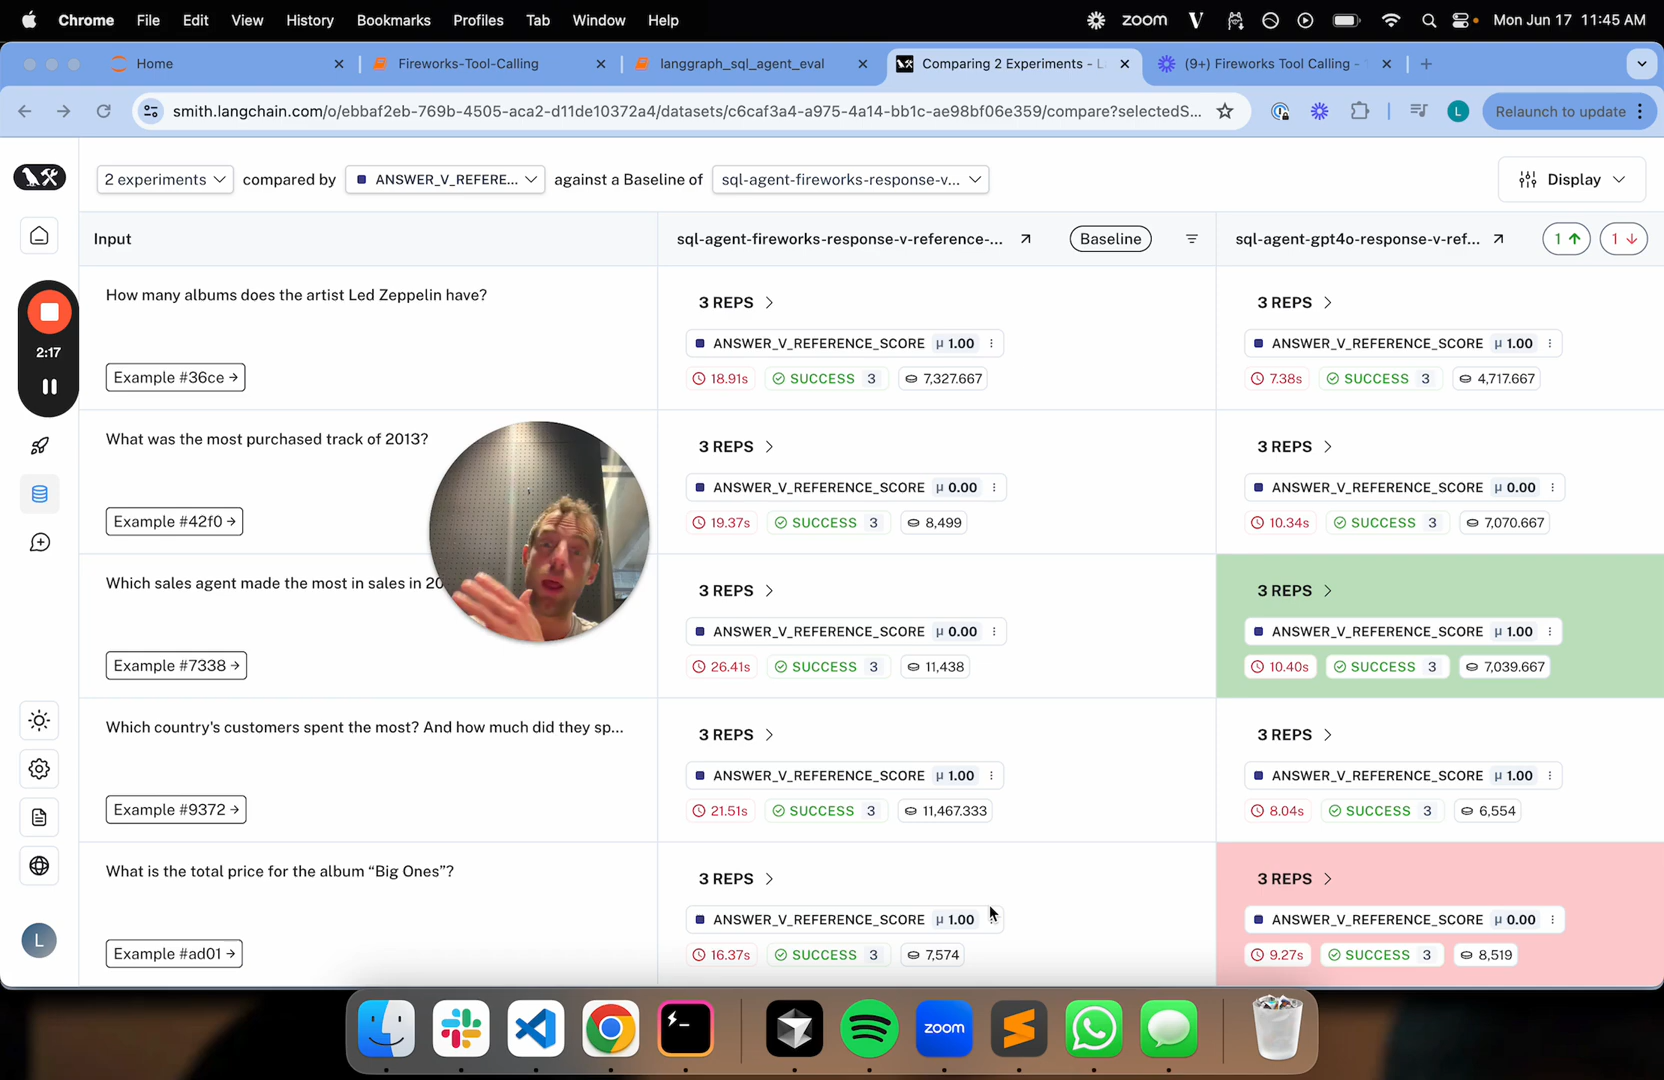 Chrome File Edit View History Bookmarks Profiles Tab Window Help zoom Mon Jun 17 11:45 AM
Home Fireworks-Tool-Calling langgraph_sql_agent_eval Comparing 2 Experiments - L (9+) Fireworks Tool Calling -
smith.langchain.com/o/ebbaf2eb-769b-4505-aca2-d11de10372a4/datasets/c6caf3a4-a975-4a14-bb1c-ae98bf06e359/compare?selectedS... L Relaunch to update
2 experiments compared by ANSWER_V_REFERE... against a Baseline of sql-agent-fireworks-response-v... Display
Input sql-agent-fireworks-response-v-reference-... Baseline sql-agent-gpt4o-response-v-ref... 1 ↑ 1 ↓
How many albums does the artist Led Zeppelin have? 3 REPS 3 REPS
ANSWER_V_REFERENCE_SCORE μ 1.00 ANSWER_V_REFERENCE_SCORE μ 1.00
Example #36ce → 18.91s SUCCESS 3 7,327.667 7.38s SUCCESS 3 4,717.667
2:17
What was the most purchased track of 2013? 3 REPS 3 REPS
ANSWER_V_REFERENCE_SCORE μ 0.00 ANSWER_V_REFERENCE_SCORE μ 0.00
Example #42f0 → 19.37s SUCCESS 3 8,499 10.34s SUCCESS 3 7,070.667
Which sales agent made the most in sales in 20 3 REPS 3 REPS
ANSWER_V_REFERENCE_SCORE μ 0.00 ANSWER_V_REFERENCE_SCORE μ 1.00
Example #7338 → 26.41s SUCCESS 3 11,438 10.40s SUCCESS 3 7,039.667
Which country's customers spent the most? And how much did they sp... 3 REPS 3 REPS
ANSWER_V_REFERENCE_SCORE μ 1.00 ANSWER_V_REFERENCE_SCORE μ 1.00
Example #9372 → 21.51s SUCCESS 3 11,467.333 8.04s SUCCESS 3 6,554
What is the total price for the album “Big Ones”? 3 REPS 3 REPS
ANSWER_V_REFERENCE_SCORE μ 1.00 ANSWER_V_REFERENCE_SCORE μ 0.00
Example #ad01 → 16.37s SUCCESS 3 7,574 9.27s SUCCESS 3 8,519
L
zoom